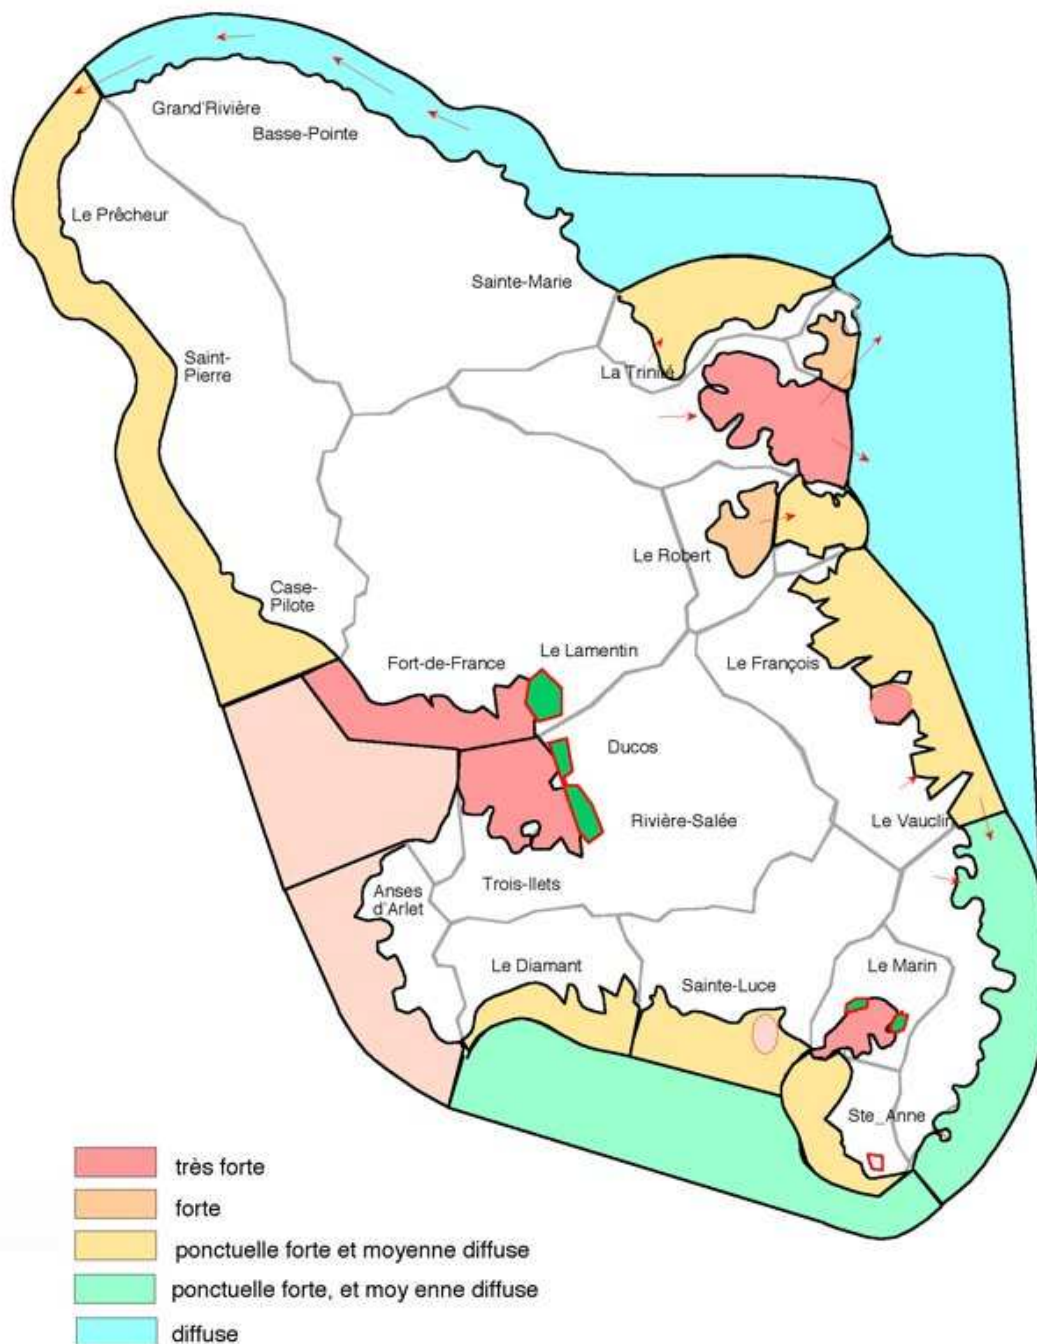 Grand'Rivière
Basse-Pointe
Le Prêcheur
Sainte-Marie
Saint-
Pierre
La Trinité
Le Robert
Case-
Pilote
Fort-de-France
Le Lamentin
Le François
Ducos
Rivière-Salée
Le Vauclin
Trois-Ilets
Anses
d'Arlet
Le Diamant
Sainte-Luce
Le Marin
Ste_Anne
très forte
forte
ponctuelle forte et moyenne diffuse
ponctuelle forte, et moy enne diffuse
diffuse